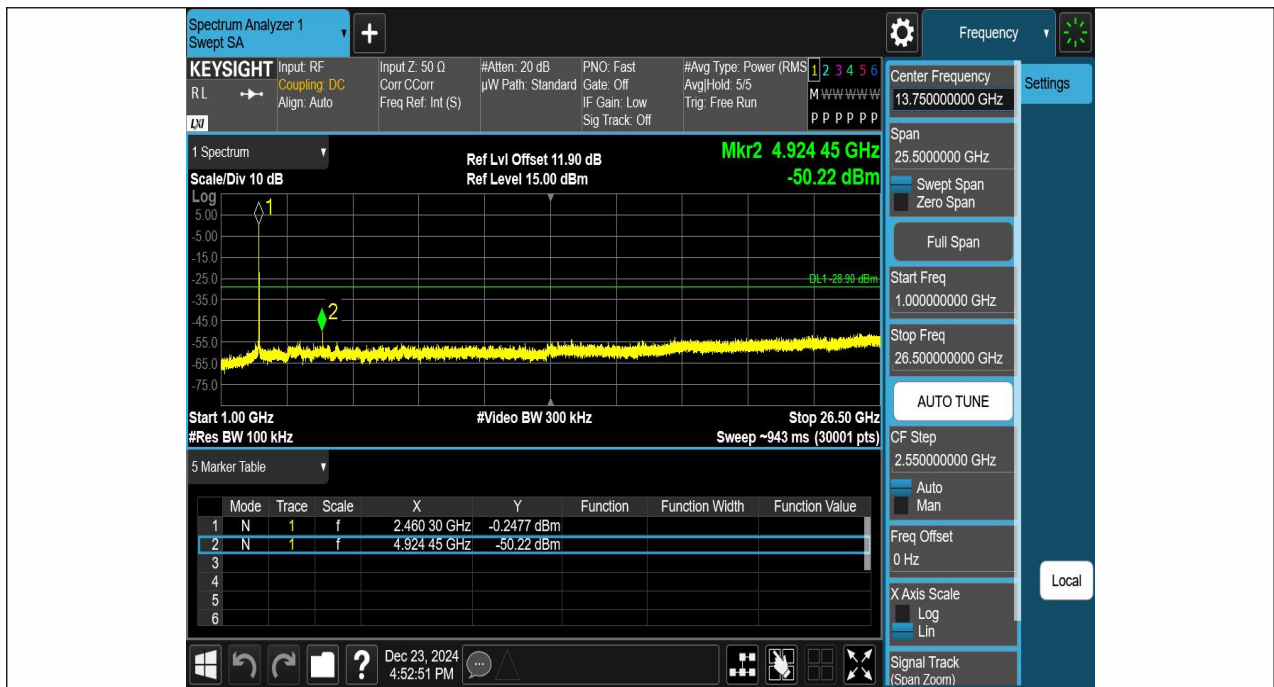 Spectrum Analyzer 1
Swept SA
+
Frequency
KEYSIGHT
RL
LXI
Input: RF
Coupling: DC
Align: Auto
Input Z: 50 Ω
Corr CCorr
Freq Ref: Int (S)
#Atten: 20 dB
µW Path: Standard
PNO: Fast
Gate: Off
IF Gain: Low
Sig Track: Off
#Avg Type: Power (RMS
Avg|Hold: 5/5
Trig: Free Run
1 2 3 4 5 6
M W W W W W
P P P P P P
1 Spectrum
Scale/Div 10 dB
Ref Lvl Offset 11.90 dB
Ref Level 15.00 dBm
Mkr2 4.924 45 GHz
-50.22 dBm
Log
5.00
-5.00
-15.0
-25.0
-35.0
-45.0
-55.0
-65.0
-75.0
1
2
DL1 -28.90 dBm
Start 1.00 GHz
#Video BW 300 kHz
Stop 26.50 GHz
#Res BW 100 kHz
Sweep ~943 ms (30001 pts)
5 Marker Table
Mode Trace Scale X Y Function Function Width Function Value
1 N 1 f 2.460 30 GHz -0.2477 dBm
2 N 1 f 4.924 45 GHz -50.22 dBm
3
4
5
6
?
Dec 23, 2024
4:52:51 PM
Center Frequency
13.750000000 GHz
Settings
Span
25.5000000 GHz
Swept Span
Zero Span
Full Span
Start Freq
1.000000000 GHz
Stop Freq
26.500000000 GHz
AUTO TUNE
CF Step
2.550000000 GHz
Auto
Man
Freq Offset
0 Hz
Local
X Axis Scale
Log
Lin
Signal Track
(Span Zoom)